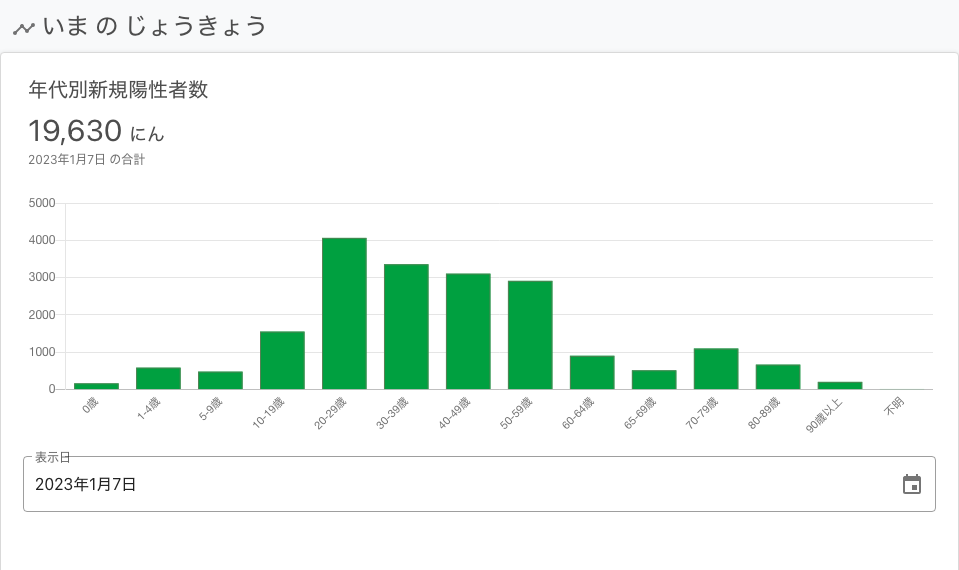 いま の じょうきょう
年代別新規陽性者数
19,630 にん
2023年1月7日 の合計
5000
4000
3000
2000
1000
0
0歳 1-4歳 5-9歳 10-19歳 20-29歳 30-39歳 40-49歳 50-59歳 60-64歳 65-69歳 70-79歳 80-89歳 90歳以上 不明
表示日
2023年1月7日